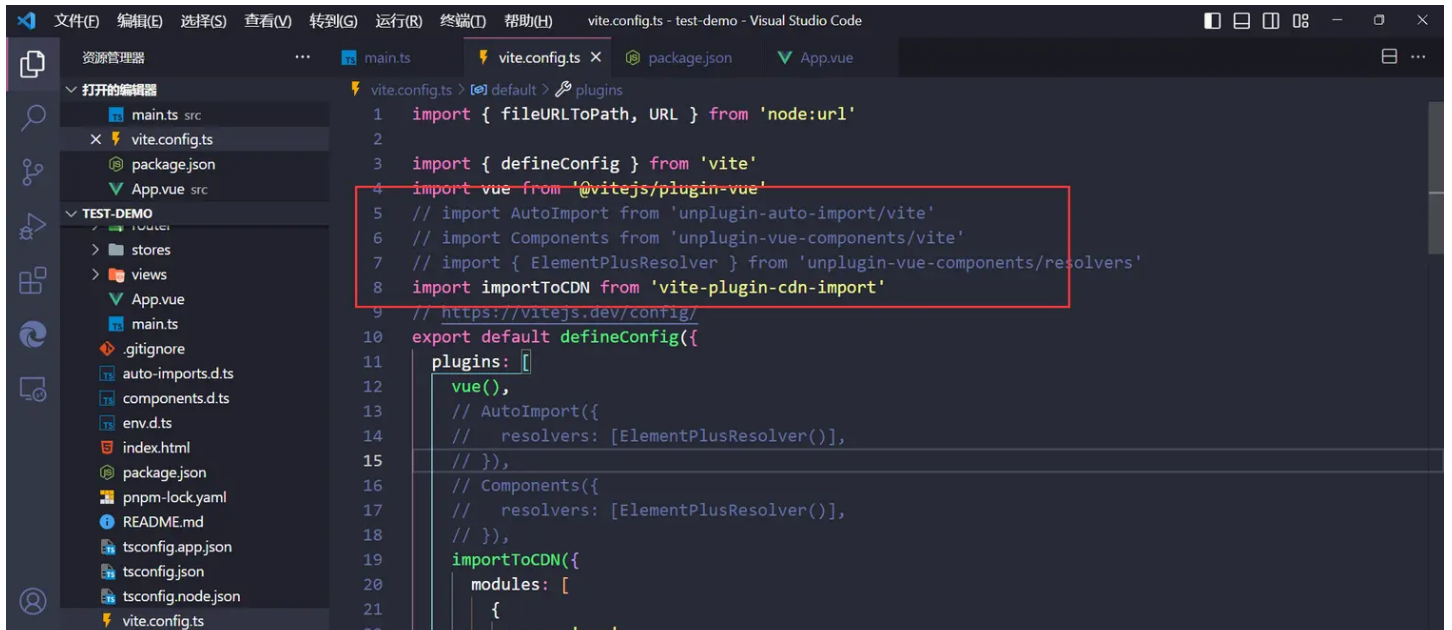 文件(F) 编辑(E) 选择(S) 查看(V) 转到(G) 运行(R) 终端(T) 帮助(H) vite.config.ts - test-demo - Visual Studio Code
资源管理器 ···
打开的编辑器
main.ts src
vite.config.ts
package.json
App.vue src
TEST-DEMO
router
stores
views
App.vue
main.ts
.gitignore
auto-imports.d.ts
components.d.ts
env.d.ts
index.html
package.json
pnpm-lock.yaml
README.md
tsconfig.app.json
tsconfig.json
tsconfig.node.json
vite.config.ts
main.ts vite.config.ts package.json App.vue
vite.config.ts > default > plugins
1 import { fileURLToPath, URL } from 'node:url'
2
3 import { defineConfig } from 'vite'
4 import vue from '@vitejs/plugin-vue'
5 // import AutoImport from 'unplugin-auto-import/vite'
6 // import Components from 'unplugin-vue-components/vite'
7 // import { ElementPlusResolver } from 'unplugin-vue-components/resolvers'
8 import importToCDN from 'vite-plugin-cdn-import'
9 // https://vitejs.dev/config/
10 export default defineConfig({
11 plugins: [
12 vue(),
13 // AutoImport({
14 //   resolvers: [ElementPlusResolver()],
15 // }),
16 // Components({
17 //   resolvers: [ElementPlusResolver()],
18 // }),
19 importToCDN({
20 modules: [
21 {